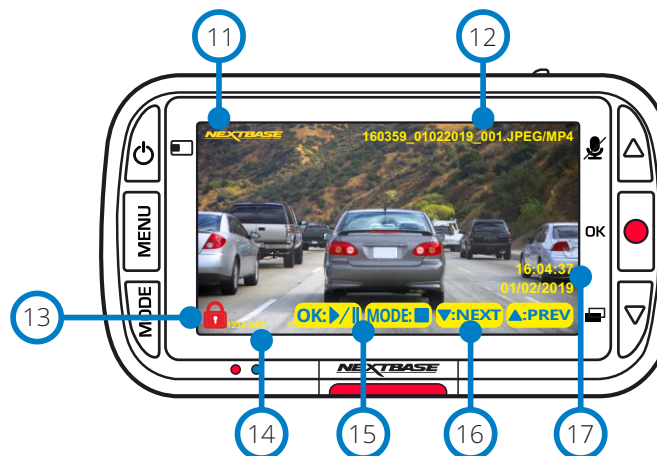 11
12
NEXTBASE
160359_01022019_001.JPEG/MP4
MENU
OK
16:04:37
01/02/2019
13
MODE
OK:▶/II MODE:■ ▼:NEXT ▲:PREV
NEXTBASE
14
15
16
17